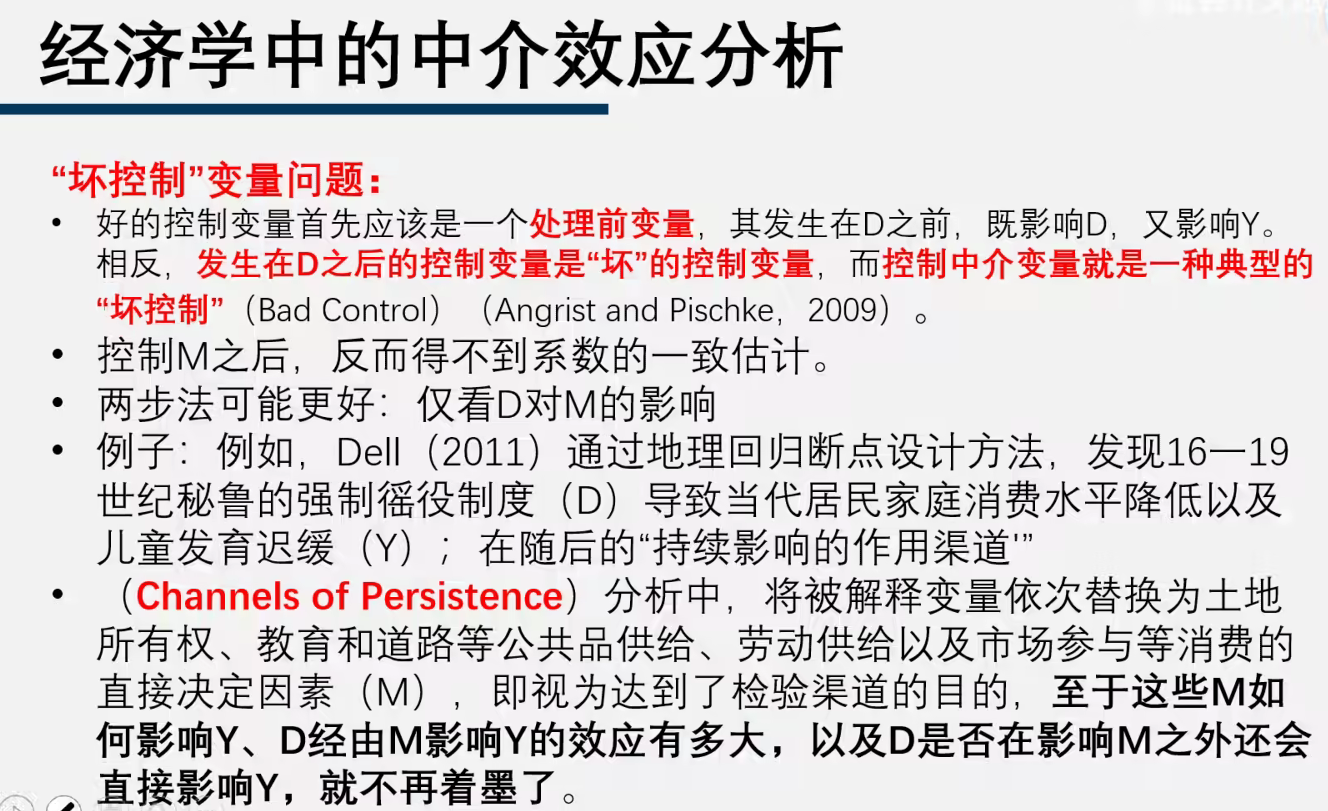 经济学中的中介效应分析
“坏控制”变量问题：
• 好的控制变量首先应该是一个处理前变量，其发生在D之前，既影响D，又影响Y。
相反，发生在D之后的控制变量是“坏”的控制变量，而控制中介变量就是一种典型的
“坏控制”（Bad Control）（Angrist and Pischke，2009）。
• 控制M之后，反而得不到系数的一致估计。
• 两步法可能更好：仅看D对M的影响
• 例子：例如，Dell（2011）通过地理回归断点设计方法，发现16—19
世纪秘鲁的强制徭役制度（D）导致当代居民家庭消费水平降低以及
儿童发育迟缓（Y）；在随后的“持续影响的作用渠道'”
• （Channels of Persistence）分析中，将被解释变量依次替换为土地
所有权、教育和道路等公共品供给、劳动供给以及市场参与等消费的
直接决定因素（M），即视为达到了检验渠道的目的，至于这些M如
何影响Y、D经由M影响Y的效应有多大，以及D是否在影响M之外还会
直接影响Y，就不再着墨了。